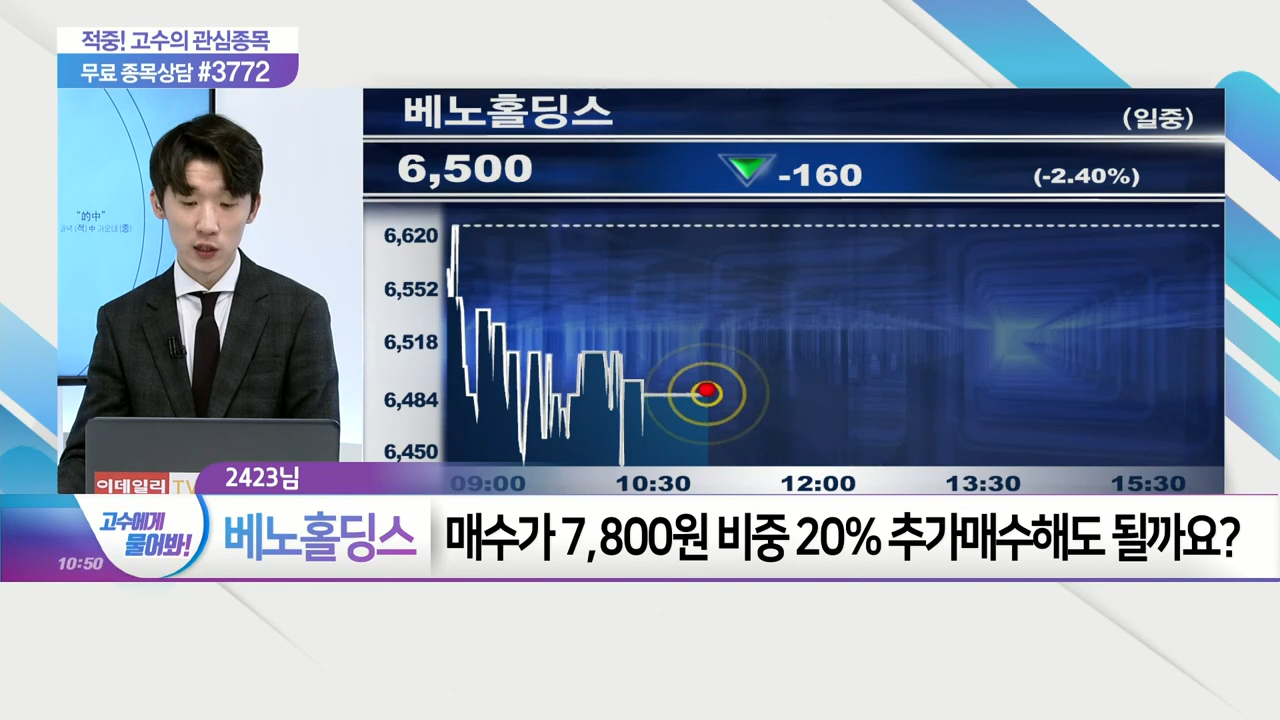 적중! 고수의 관심종목
무료 종목상담 #3772
"的中"
베노홀딩스
(일중)
6,500
-160
(-2.40%)
6,620
6,552
6,518
6,484
6,450
09:00
10:30
12:00
13:30
15:30
이데일리 TV
2423님
고수에게
물어봐!
10:50
베노홀딩스
매수가 7,800원 비중 20% 추가매수해도 될까요?